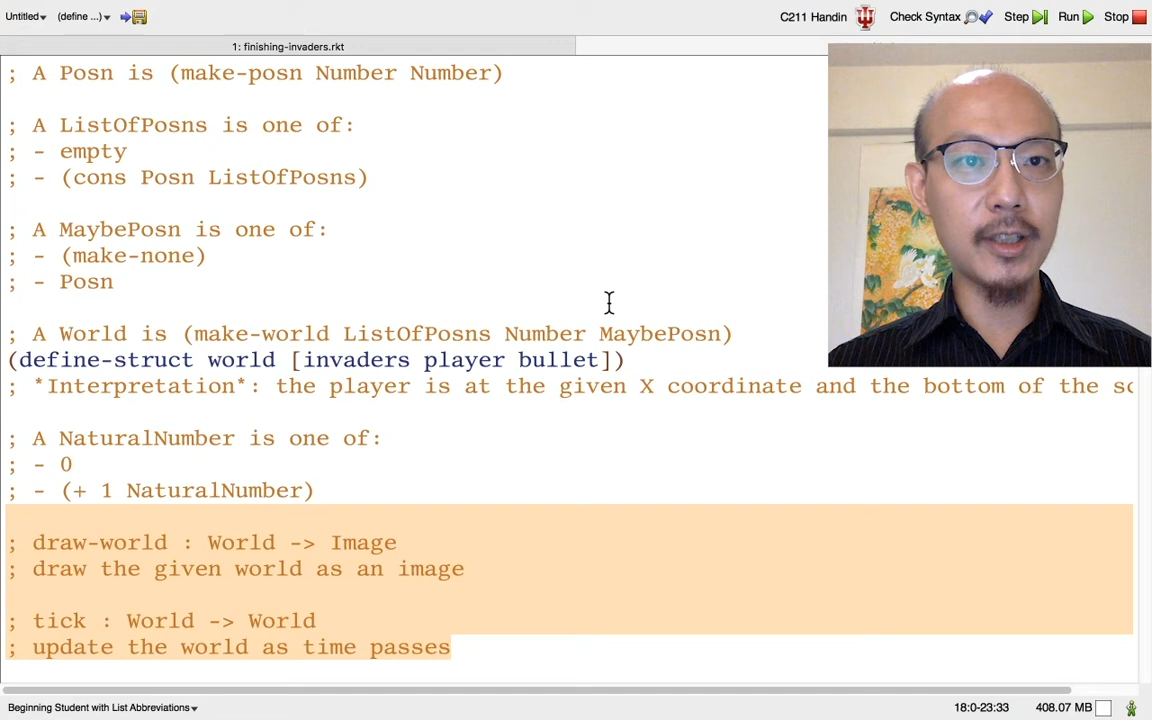 Untitled (define ...) C211 Handin Check Syntax Step Run Stop
1: finishing-invaders.rkt
; A Posn is (make-posn Number Number)
; A ListOfPosns is one of:
; - empty
; - (cons Posn ListOfPosns)
; A MaybePosn is one of:
; - (make-none)
; - Posn
; A World is (make-world ListOfPosns Number MaybePosn)
(define-struct world [invaders player bullet])
; *Interpretation*: the player is at the given X coordinate and the bottom of the sc
; A NaturalNumber is one of:
; - 0
; - (+ 1 NaturalNumber)
; draw-world : World -> Image
; draw the given world as an image
; tick : World -> World
; update the world as time passes
Beginning Student with List Abbreviations 18:0-23:33 408.07 MB